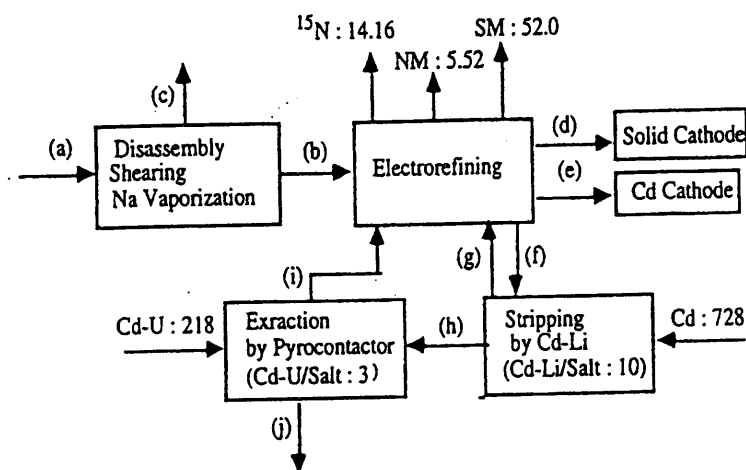 15N : 14.16
SM : 52.0
NM : 5.52
(c)
(a)
Disassembly
Shearing
Na Vaporization
(b)
Electrorefining
(d)
Solid Cathode
(e)
Cd Cathode
(i)
(g)
(f)
Cd-U : 218
Exraction
by Pyrocontactor
(Cd-U/Salt : 3)
(h)
Stripping
by Cd-Li
(Cd-Li/Salt : 10)
Cd : 728
(j)